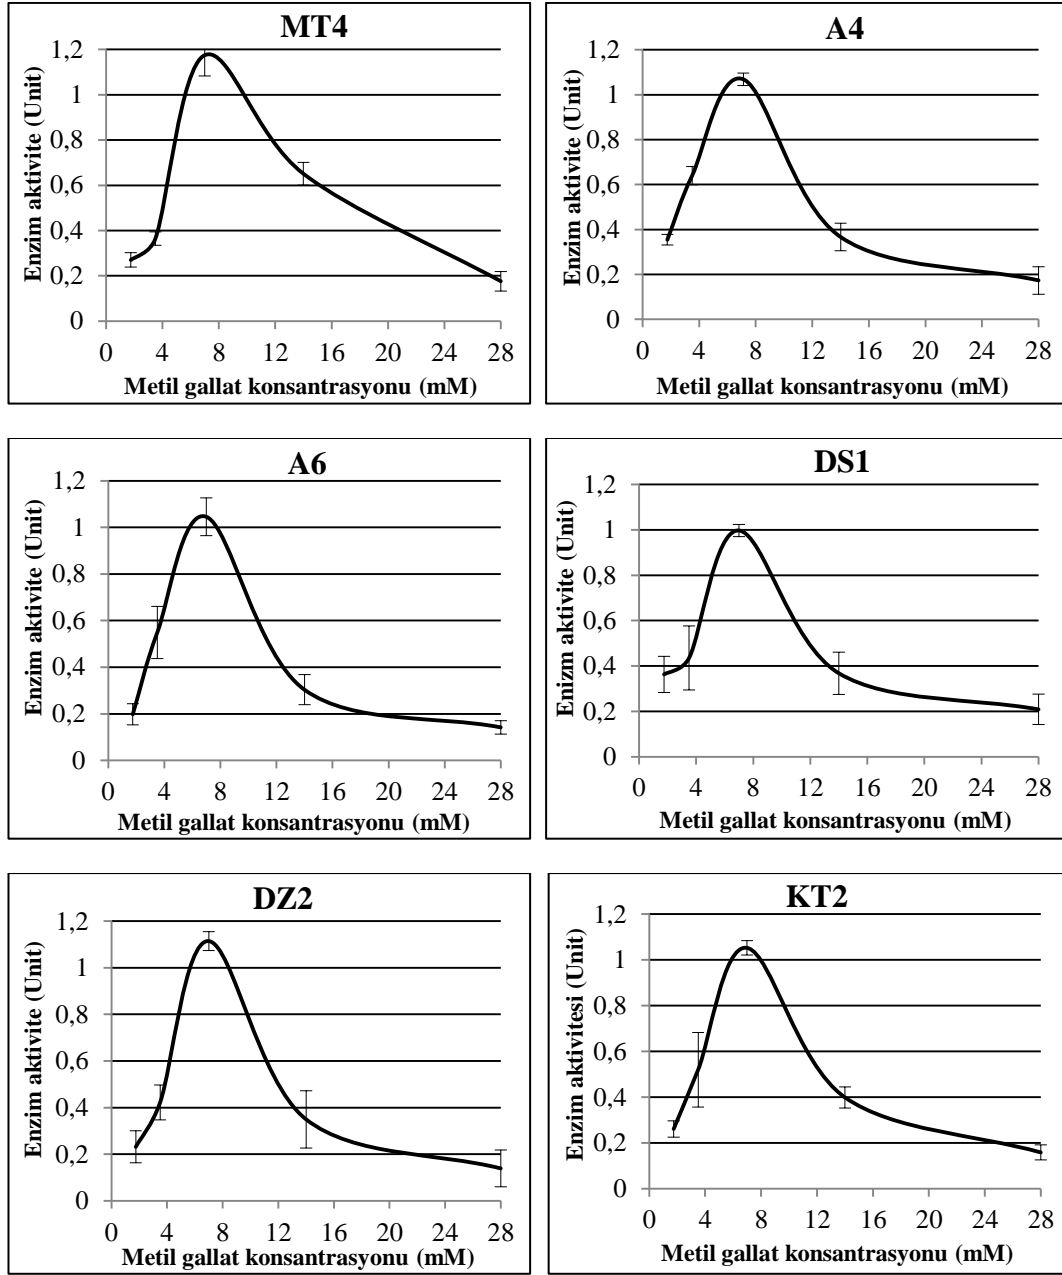 MT4
Enzim aktivite (Unit)
1,2
1
0,8
0,6
0,4
0,2
0
0 4 8 12 16 20 24 28
Metil gallat konsantrasyonu (mM)
A4
Enzim aktivite (Unit)
1,2
1
0,8
0,6
0,4
0,2
0
0 4 8 12 16 20 24 28
Metil gallat konsantrasyonu (mM)
A6
Enzim aktivite (Unit)
1,2
1
0,8
0,6
0,4
0,2
0
0 4 8 12 16 20 24 28
Metil gallat konsantrasyonu (mM)
DS1
Enizm aktivite (Unit)
1,2
1
0,8
0,6
0,4
0,2
0
0 4 8 12 16 20 24 28
Metil gallat konsantrasyonu (mM)
DZ2
Enzim aktivite (Unit)
1,2
1
0,8
0,6
0,4
0,2
0
0 4 8 12 16 20 24 28
Metil gallat konsantrasyonu (mM)
KT2
Enzim aktivitesi (Unit)
1,2
1
0,8
0,6
0,4
0,2
0
0 4 8 12 16 20 24 28
Metil gallat konsantrasyonu (mM)